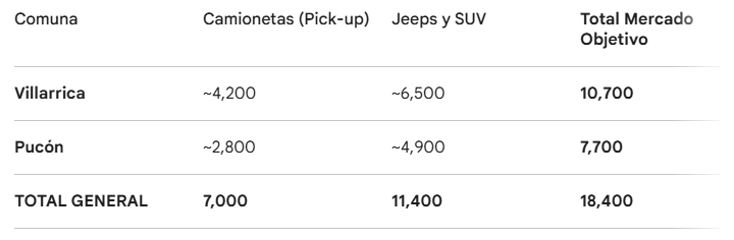 Comuna Camionetas (Pick-up) Jeeps y SUV Total Mercado
Objetivo
Villarrica ~4,200 ~6,500 10,700
Pucón ~2,800 ~4,900 7,700
TOTAL GENERAL 7,000 11,400 18,400